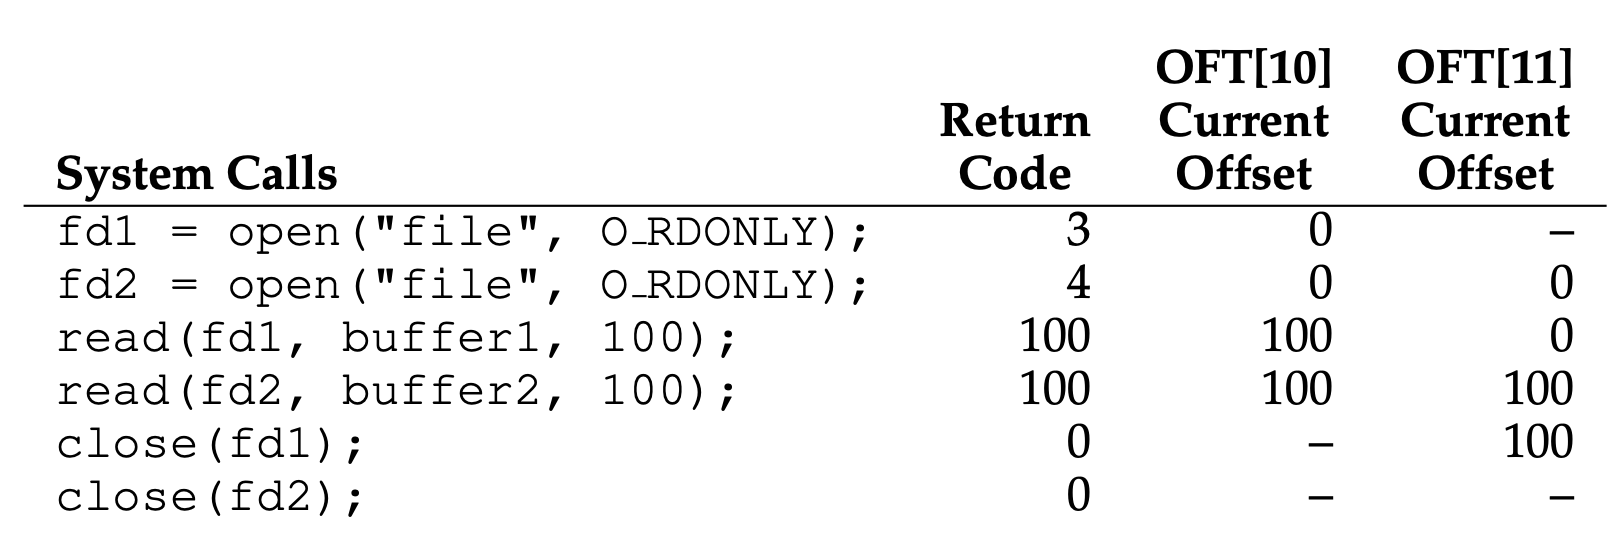 OFT[10] OFT[11]
Return Current Current
System Calls Code Offset Offset
fd1 = open("file", O_RDONLY); 3 0 –
fd2 = open("file", O_RDONLY); 4 0 0
read(fd1, buffer1, 100); 100 100 0
read(fd2, buffer2, 100); 100 100 100
close(fd1); 0 – 100
close(fd2); 0 – –